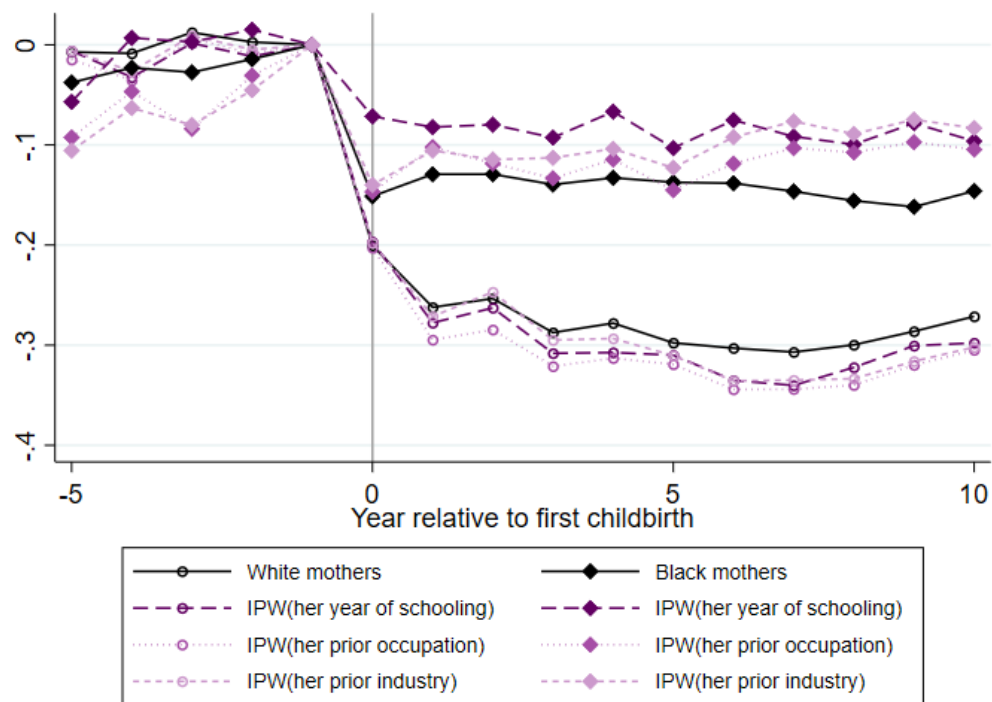 0
-.1
-.2
-.3
-.4
-5 0 5 10
Year relative to first childbirth
White mothers Black mothers
IPW(her year of schooling) IPW(her year of schooling)
IPW(her prior occupation) IPW(her prior occupation)
IPW(her prior industry) IPW(her prior industry)